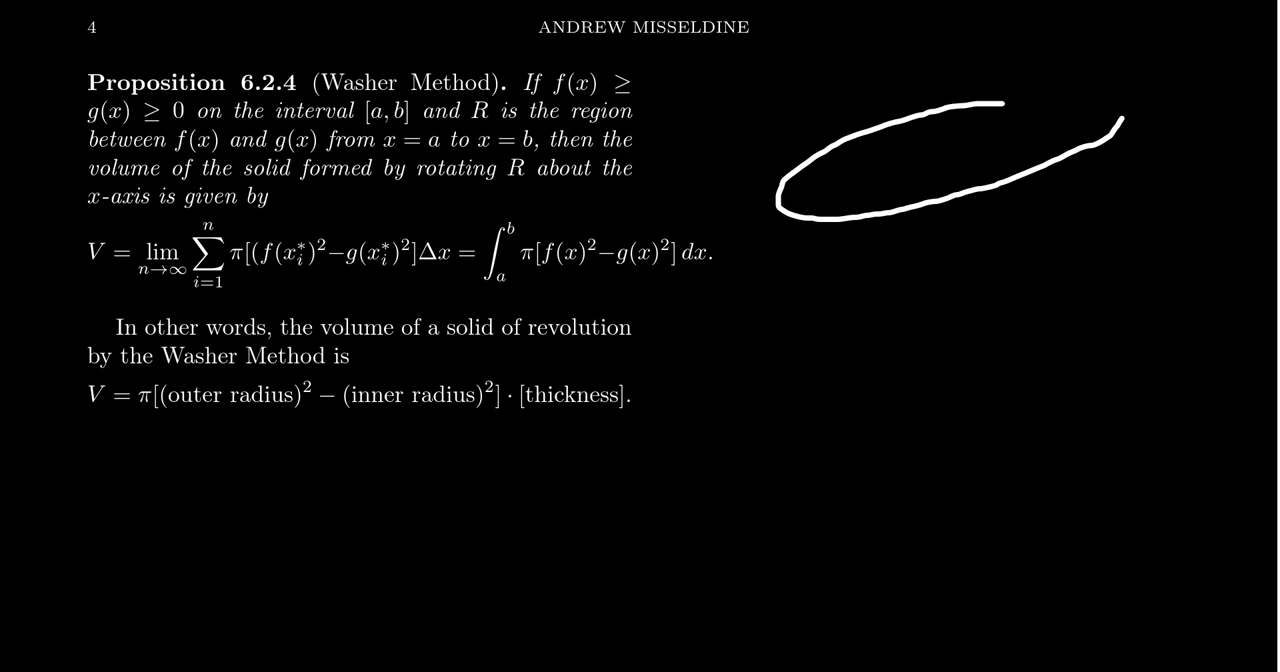 4 ANDREW MISSELDINE
Proposition 6.2.4 (Washer Method). If f(x) ≥
g(x) ≥ 0 on the interval [a, b] and R is the region
between f(x) and g(x) from x = a to x = b, then the
volume of the solid formed by rotating R about the
x-axis is given by
V = lim_{n→∞} ∑_{i=1}^{n} π[(f(x_i^*)^2−g(x_i^*)^2]Δx = ∫_a^b π[f(x)^2−g(x)^2] dx.
In other words, the volume of a solid of revolution
by the Washer Method is
V = π[(outer radius)^2 − (inner radius)^2] · [thickness].